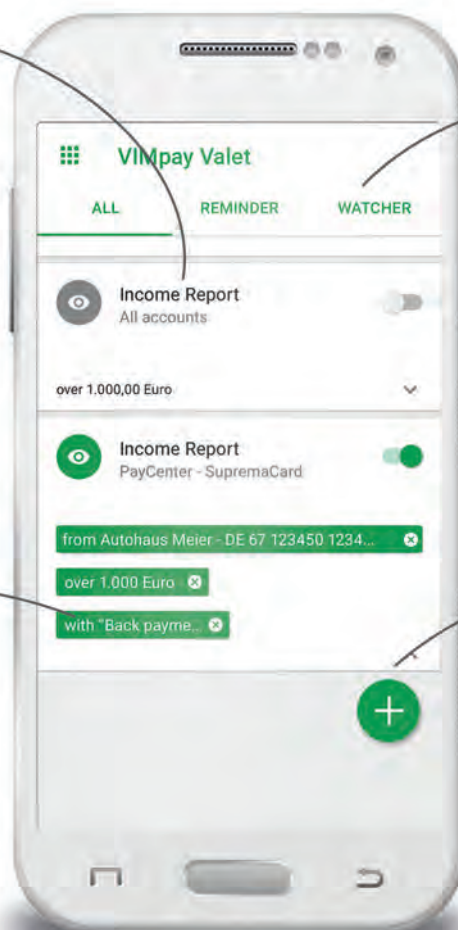 VIMpay Valet
ALL REMINDER WATCHER
Income Report
All accounts
over 1.000,00 Euro
Income Report
PayCenter - SupremaCard
from Autohaus Meier - DE 67 123450 1234...
over 1.000 Euro
with "Back payme...